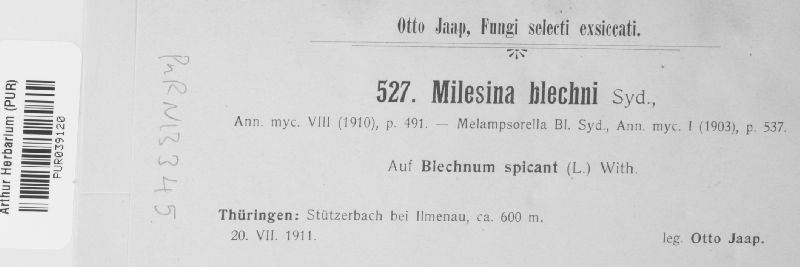 Otto Jaap, Fungi selecti exsiccati.
527. Milesina blechni Syd.,
Ann. myc. VIII (1910), p. 491. — Melampsorella Bl. Syd., Ann. myc. I (1903), p. 537.
Auf Blechnum spicant (L.) With.
Thüringen: Stützerbach bei Ilmenau, ca. 600 m.
20. VII. 1911.
leg. Otto Jaap.
Arthur Herbarium (PUR)
PUR039120
PUR N13345